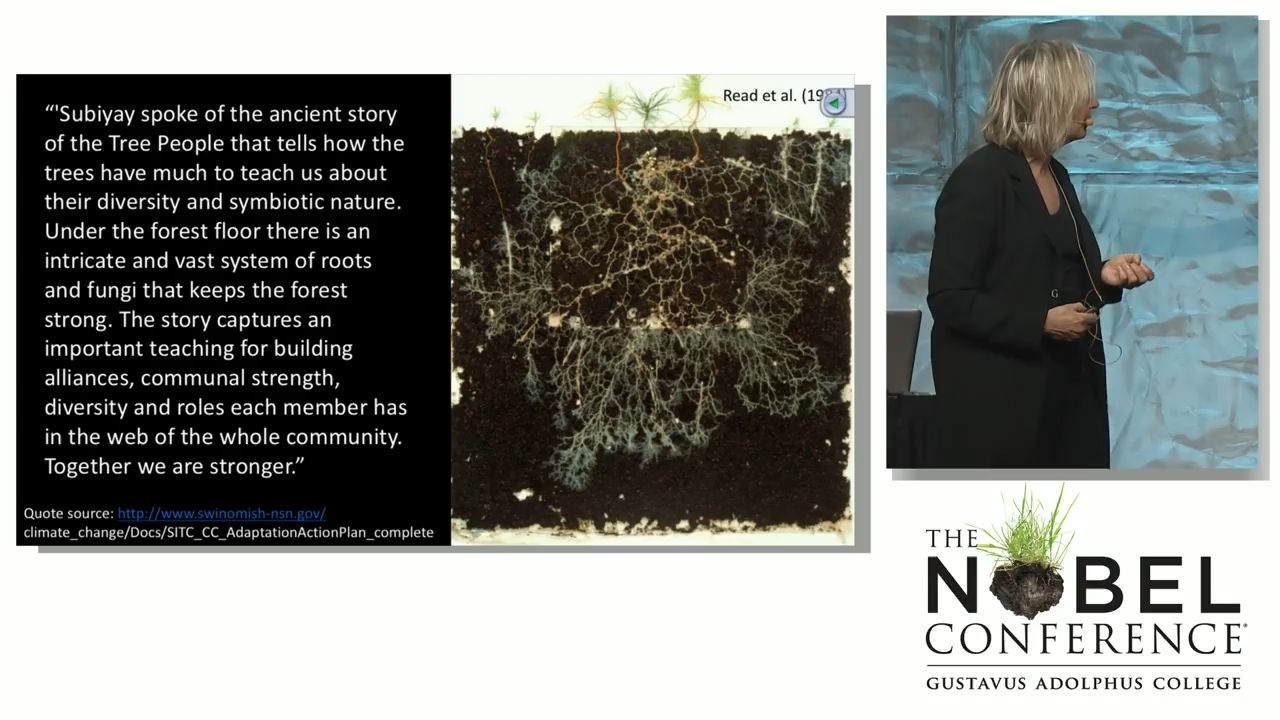 “'Subiyay spoke of the ancient story
of the Tree People that tells how the
trees have much to teach us about
their diversity and symbiotic nature.
Under the forest floor there is an
intricate and vast system of roots
and fungi that keeps the forest
strong. The story captures an
important teaching for building
alliances, communal strength,
diversity and roles each member has
in the web of the whole community.
Together we are stronger.”
Quote source: http://www.swinomish-nsn.gov/
climate_change/Docs/SITC_CC_AdaptationActionPlan_complete
Read et al.
G
THE
NOBEL
CONFERENCE®
GUSTAVUS ADOLPHUS COLLEGE